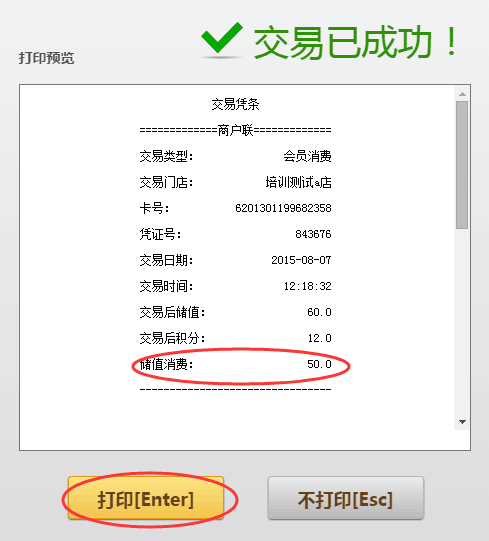 交易已成功！
打印预览
交易凭条
=============商户联=============
交易类型： 会员消费
交易门店： 培训测试a店
卡号： 6201301199682358
凭证号： 843676
交易日期： 2015-08-07
交易时间： 12:18:32
交易后储值： 60.0
交易后积分： 12.0
储值消费： 50.0
--------------------------------
打印[Enter] 不打印[Esc]